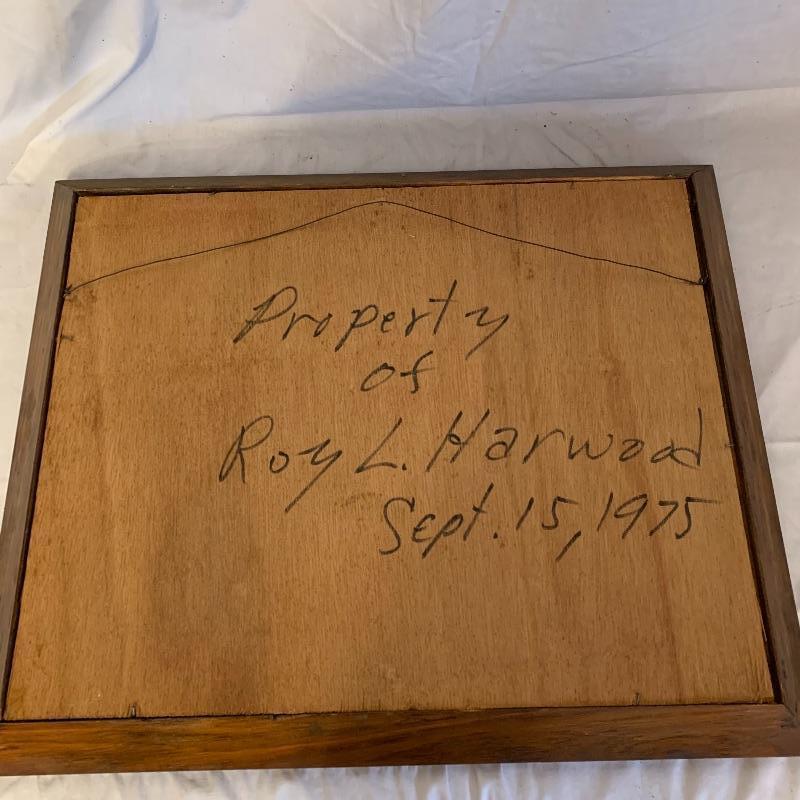 Property
of
Roy L. Harwood
Sept. 15, 1975